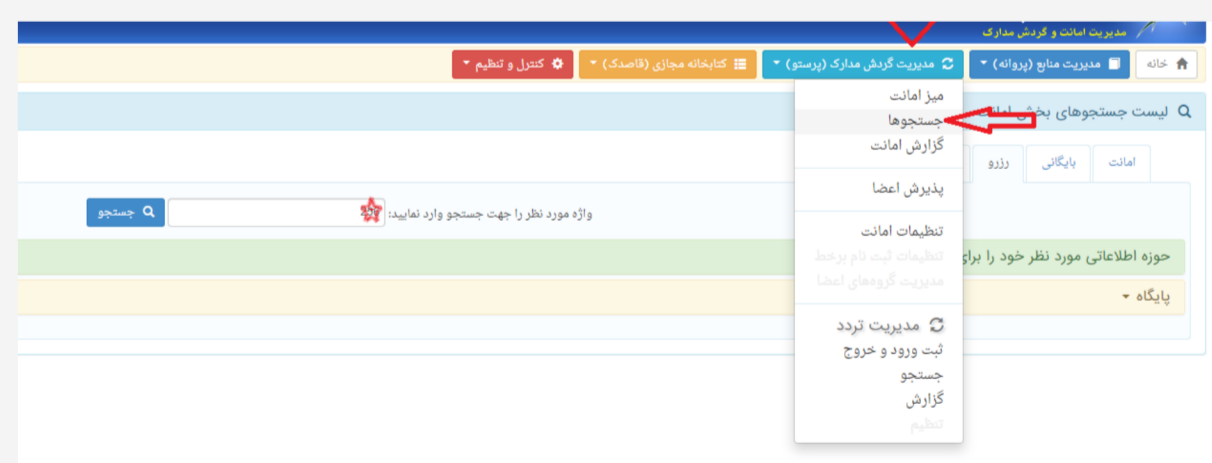 مدیریت امانت و گردش مدارک
خانه
مدیریت منابع (پروانه)
مدیریت گردش مدارک (پرستو)
کتابخانه مجازی (قاصدک)
کنترل و تنظیم
لیست جستجوهای بخش امانت
امانت
بایگانی
رزرو
میز امانت
جستجوها
گزارش امانت
پذیرش اعضا
تنظیمات امانت
تنظیمات ثبت نام برخط
مدیریت گروه‌های اعضا
مدیریت تردد
ثبت ورود و خروج
جستجو
گزارش
تنظیم
واژه مورد نظر را جهت جستجو وارد نمایید:
جستجو
حوزه اطلاعاتی مورد نظر خود را برای
پایگاه